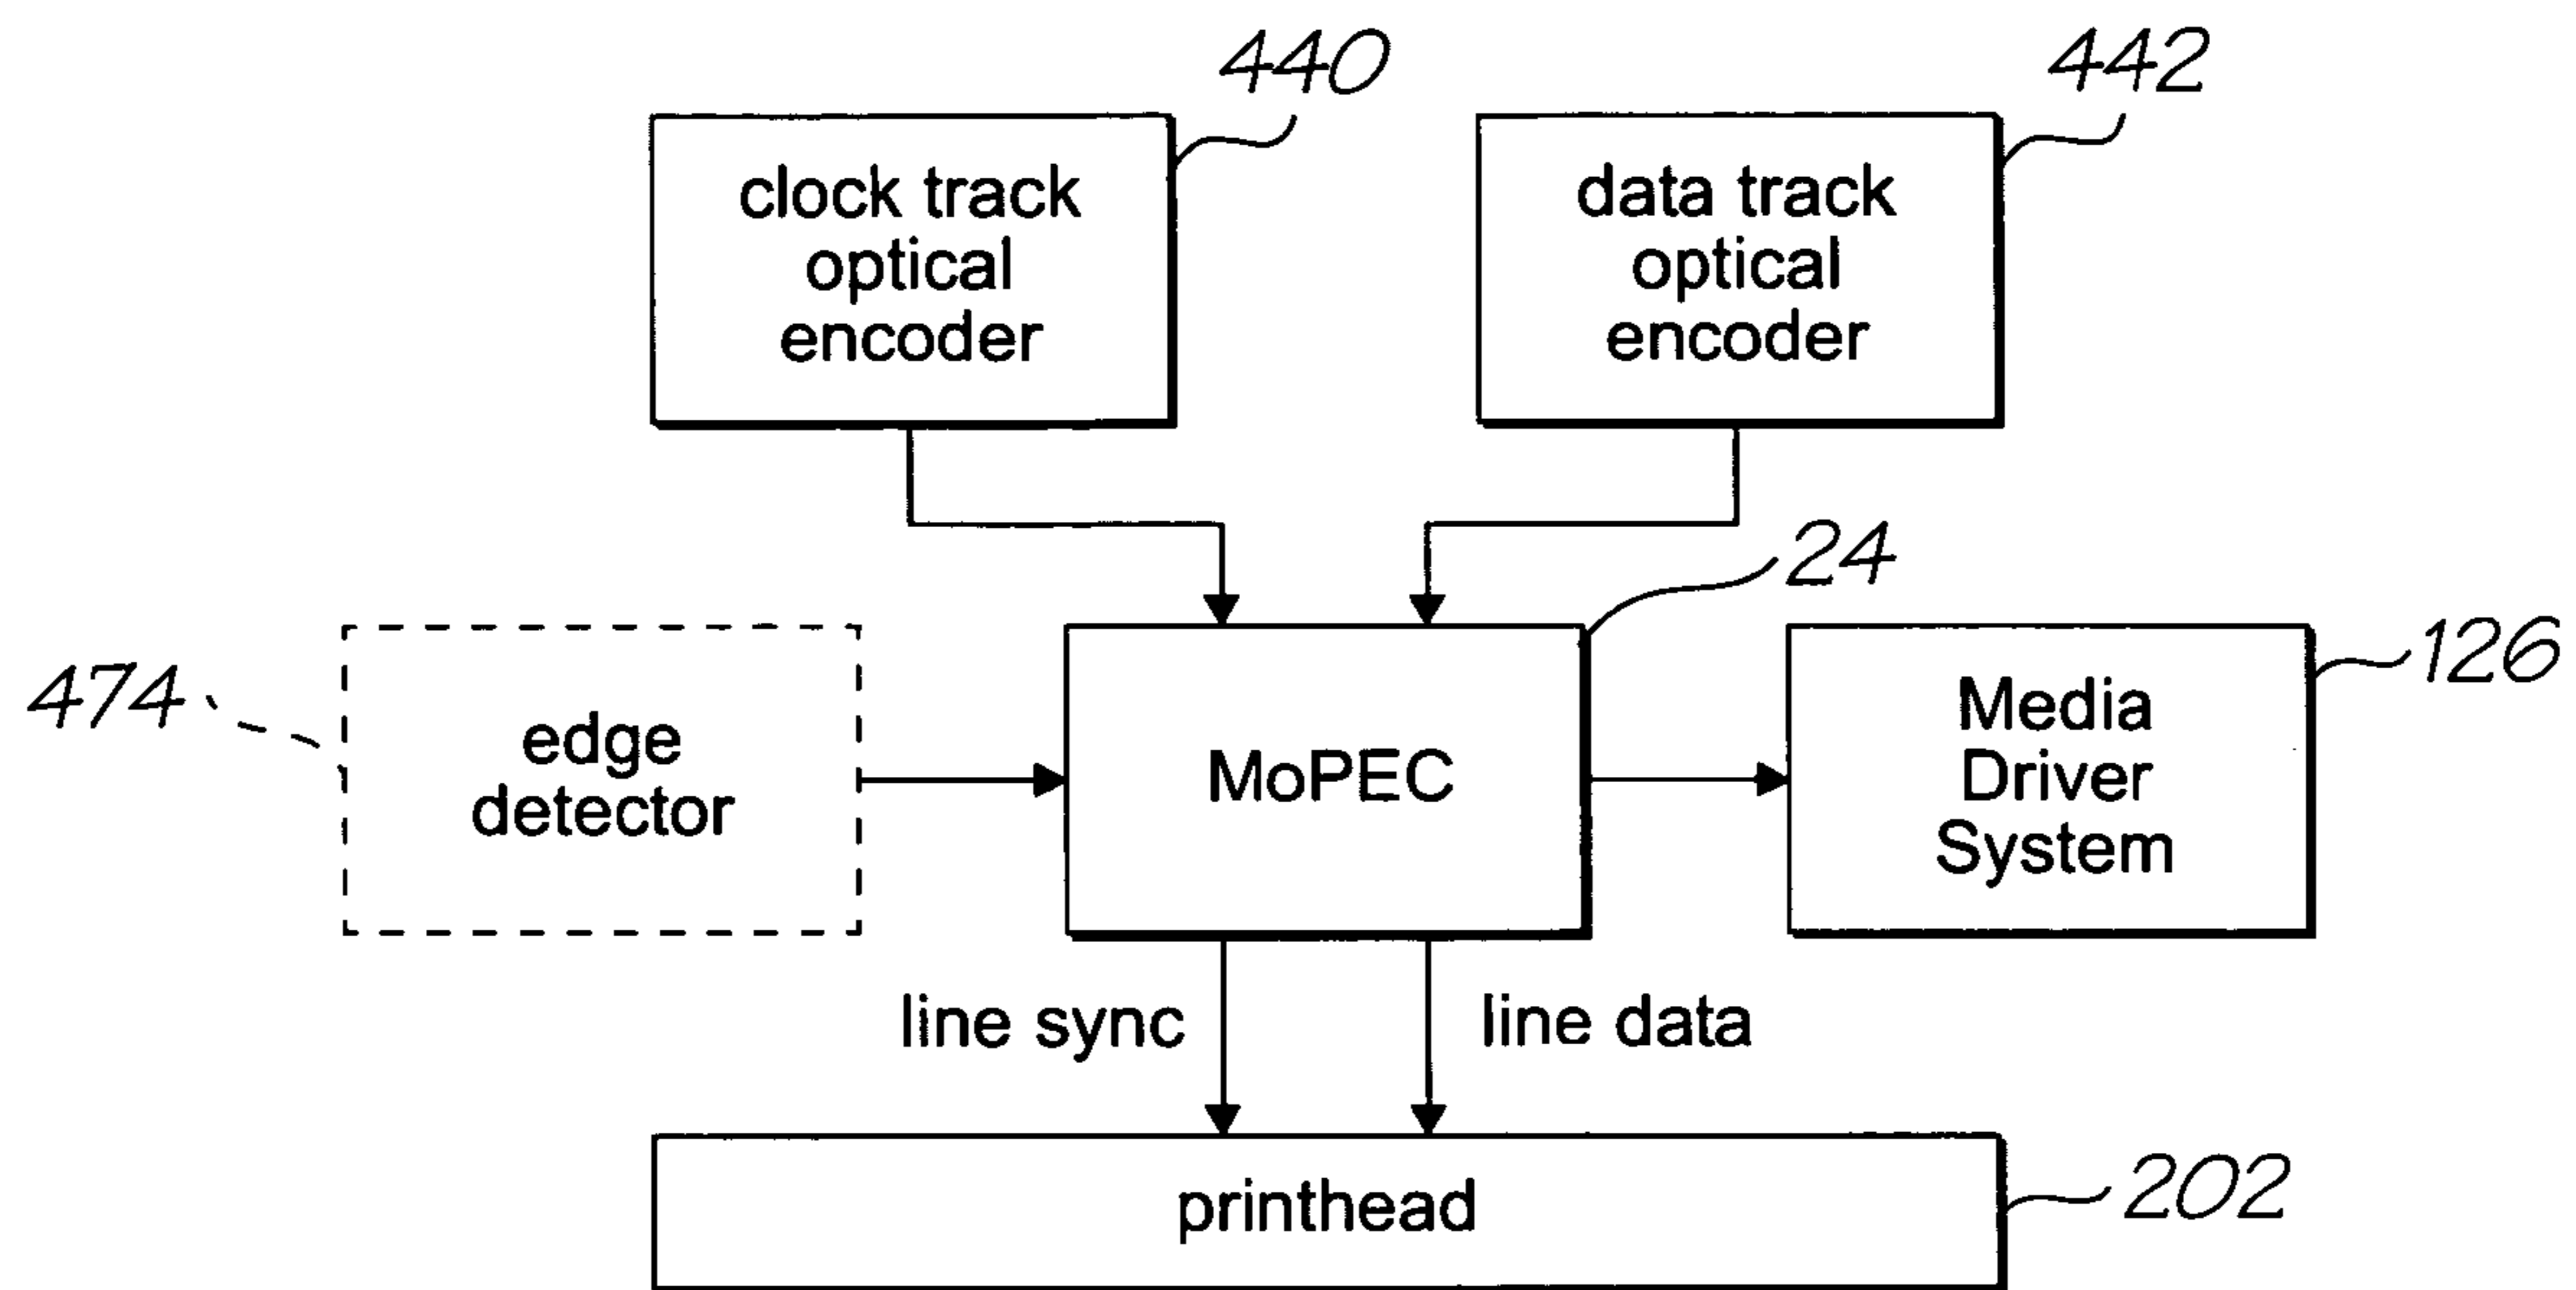 440
442
clock track
optical
encoder
data track
optical
encoder
24
474
edge
detector
MoPEC
Media
Driver
System
126
line sync
line data
printhead
202